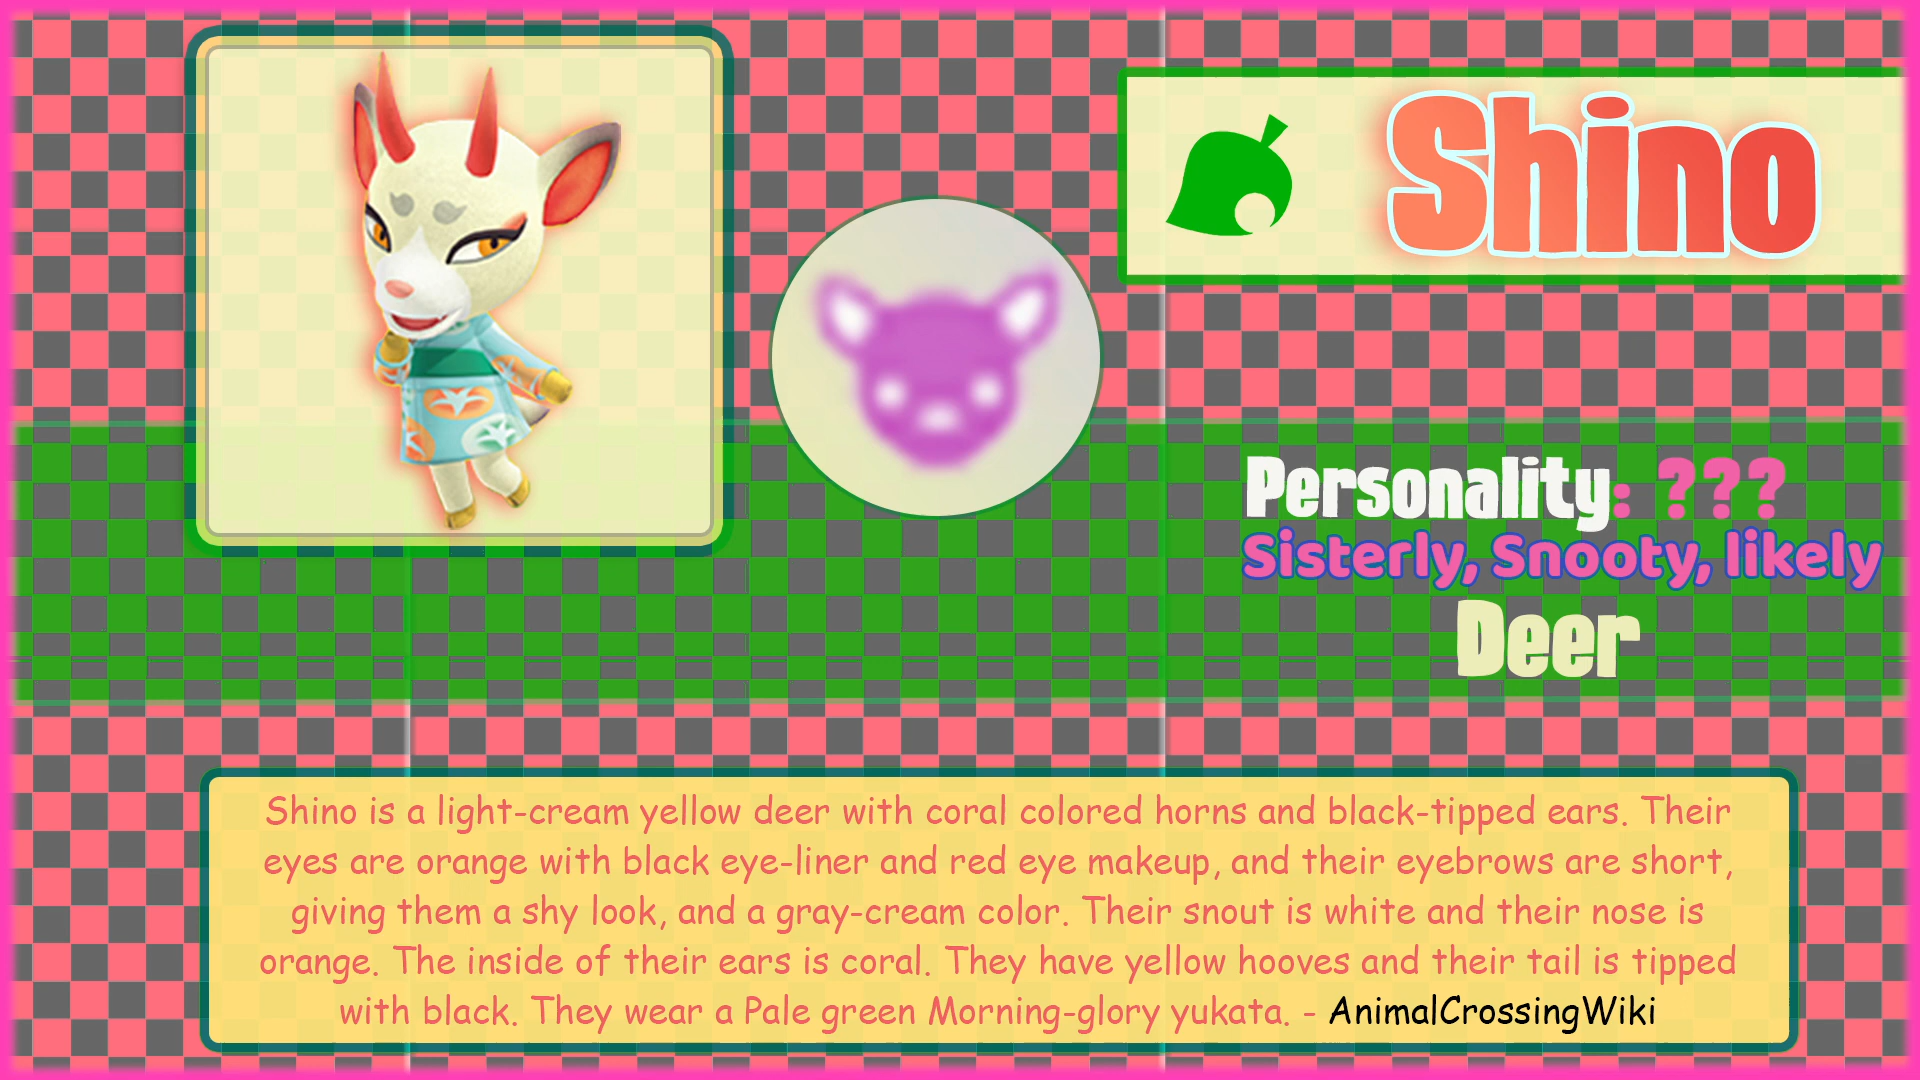 Shino
Personality: ???
Sisterly, Snooty, likely
Deer
Shino is a light-cream yellow deer with coral colored horns and black-tipped ears. Their
eyes are orange with black eye-liner and red eye makeup, and their eyebrows are short,
giving them a shy look, and a gray-cream color. Their snout is white and their nose is
orange. The inside of their ears is coral. They have yellow hooves and their tail is tipped
with black. They wear a Pale green Morning-glory yukata. - AnimalCrossingWiki